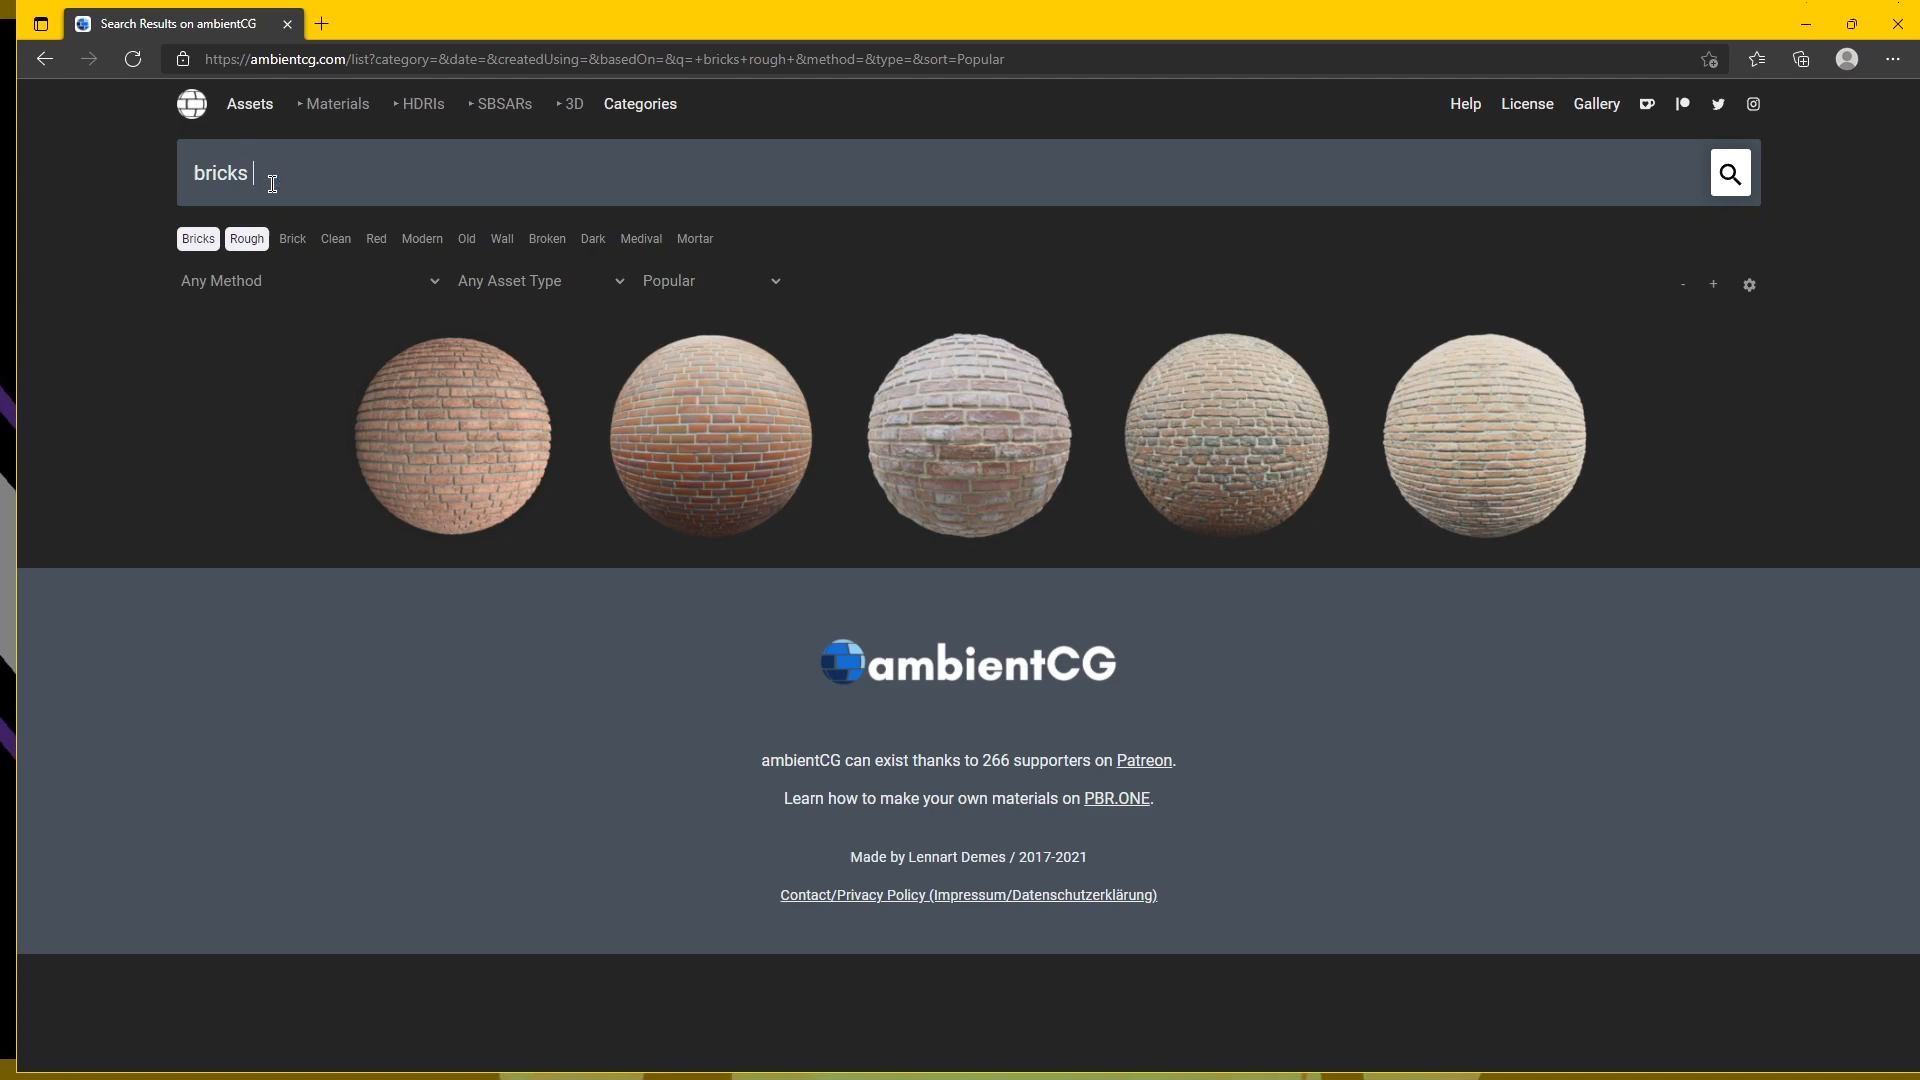 Search Results on ambientCG
https://ambientcg.com/list?category=&date=&createdUsing=&basedOn=&q=+bricks+rough+&method=&type=&sort=Popular
Assets Materials HDRIs SBSARs 3D Categories Help License Gallery
bricks
Bricks Rough Brick Clean Red Modern Old Wall Broken Dark Medival Mortar
Any Method Any Asset Type Popular - +
ambientCG
ambientCG can exist thanks to 266 supporters on Patreon.
Learn how to make your own materials on PBR.ONE.
Made by Lennart Demes / 2017-2021
Contact/Privacy Policy (Impressum/Datenschutzerklärung)